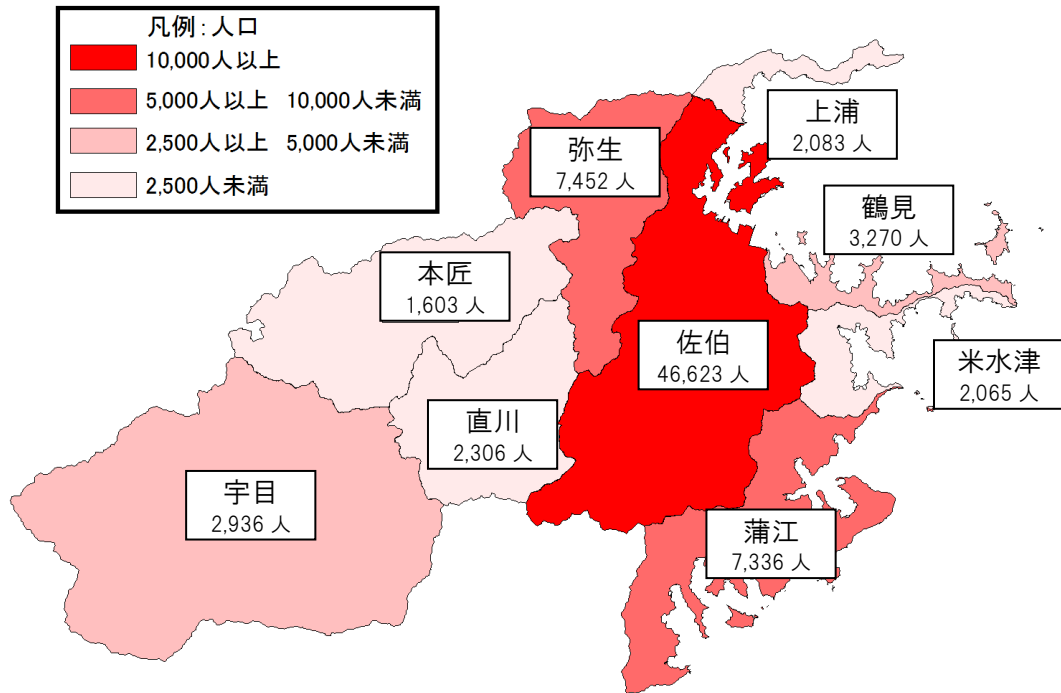 凡例：人口
10,000人以上
5,000人以上　10,000人未満
2,500人以上　5,000人未満
2,500人未満
上浦
2,083 人
弥生
7,452 人
鶴見
3,270 人
本匠
1,603 人
佐伯
46,623 人
米水津
2,065 人
直川
2,306 人
宇目
2,936 人
蒲江
7,336 人